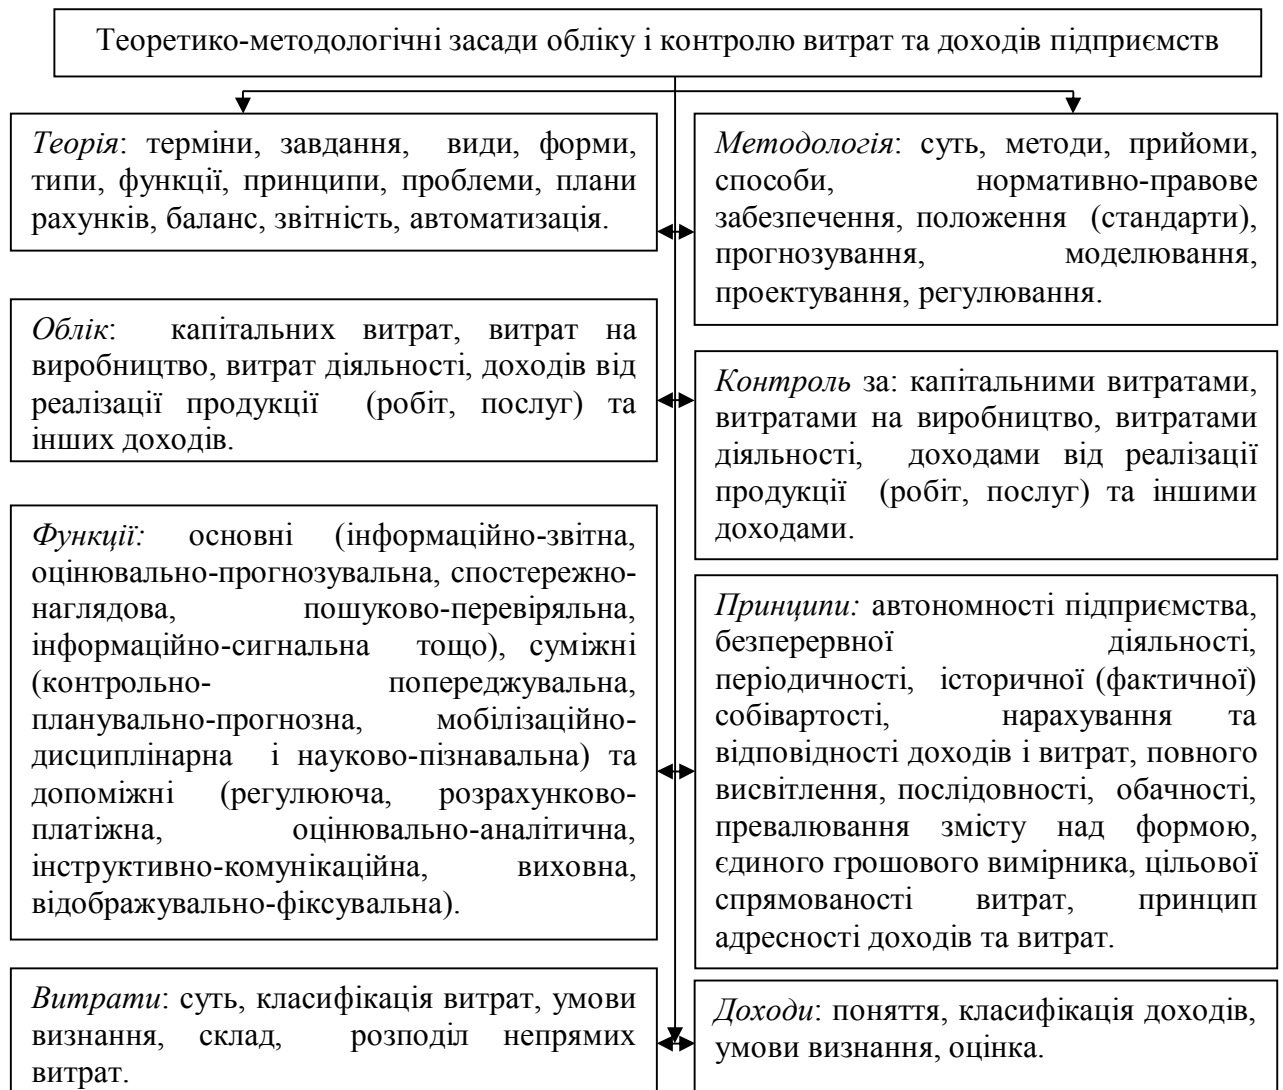 Теоретико-методологічні засади обліку і контролю витрат та доходів підприємств
Теорія: терміни, завдання, види, форми,
типи, функції, принципи, проблеми, плани
рахунків, баланс, звітність, автоматизація.
Методологія: суть, методи, прийоми,
способи, нормативно-правове
забезпечення, положення (стандарти),
прогнозування, моделювання,
проектування, регулювання.
Облік: капітальних витрат, витрат на
виробництво, витрат діяльності, доходів від
реалізації продукції (робіт, послуг) та
інших доходів.
Контроль за: капітальними витратами,
витратами на виробництво, витратами
діяльності, доходами від реалізації
продукції (робіт, послуг) та іншими
доходами.
Функції: основні (інформаційно-звітна,
оцінювально-прогнозувальна, спостережно-
наглядова, пошуково-перевіряльна,
інформаційно-сигнальна тощо), суміжні
(контрольно- попереджувальна,
планувально-прогнозна, мобілізаційно-
дисциплінарна і науково-пізнавальна) та
допоміжні (регулююча, розрахунково-
платіжна, оцінювально-аналітична,
інструктивно-комунікаційна, виховна,
відображувально-фіксувальна).
Принципи: автономності підприємства,
безперервної діяльності,
періодичності, історичної (фактичної)
собівартості, нарахування та
відповідності доходів і витрат, повного
висвітлення, послідовності, обачності,
превалювання змісту над формою,
єдиного грошового вимірника, цільової
спрямованості витрат, принцип
адресності доходів та витрат.
Витрати: суть, класифікація витрат, умови
визнання, склад, розподіл непрямих
витрат.
Доходи: поняття, класифікація доходів,
умови визнання, оцінка.